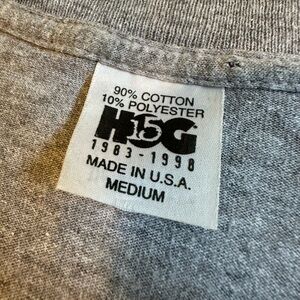 90% COTTON
10% POLYESTER
H15G
1983-1998
MADE IN U.S.A.
MEDIUM